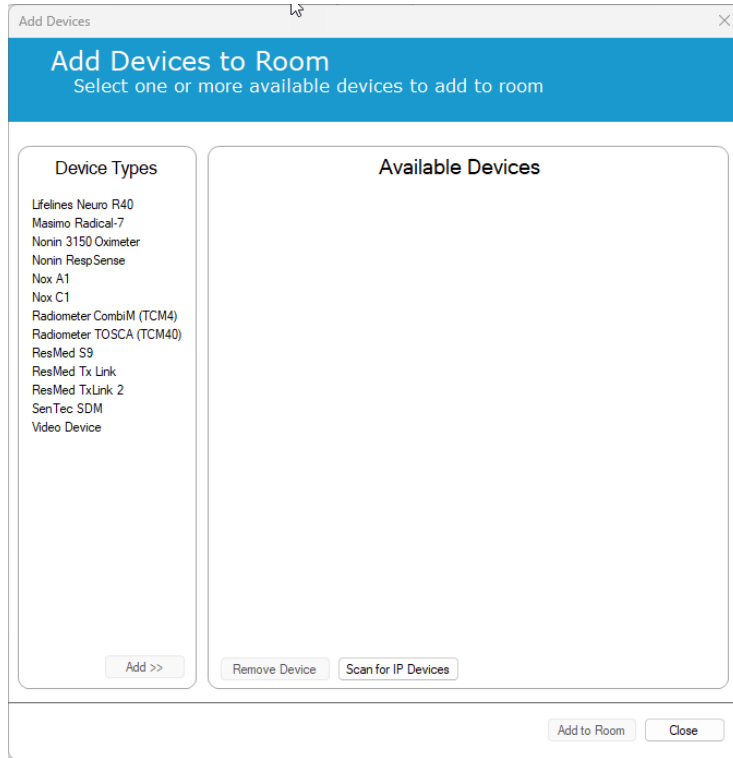 Add Devices
Add Devices to Room
Select one or more available devices to add to room
Device Types
Lifelines Neuro R40
Masimo Radical-7
Nonin 3150 Oximeter
Nonin RespSense
Nox A1
Nox C1
Radiometer CombiM (TCM4)
Radiometer TOSCA (TCM40)
ResMed S9
ResMed Tx Link
ResMed TxLink 2
SenTec SDM
Video Device
Add >>
Available Devices
Remove Device
Scan for IP Devices
Add to Room
Close